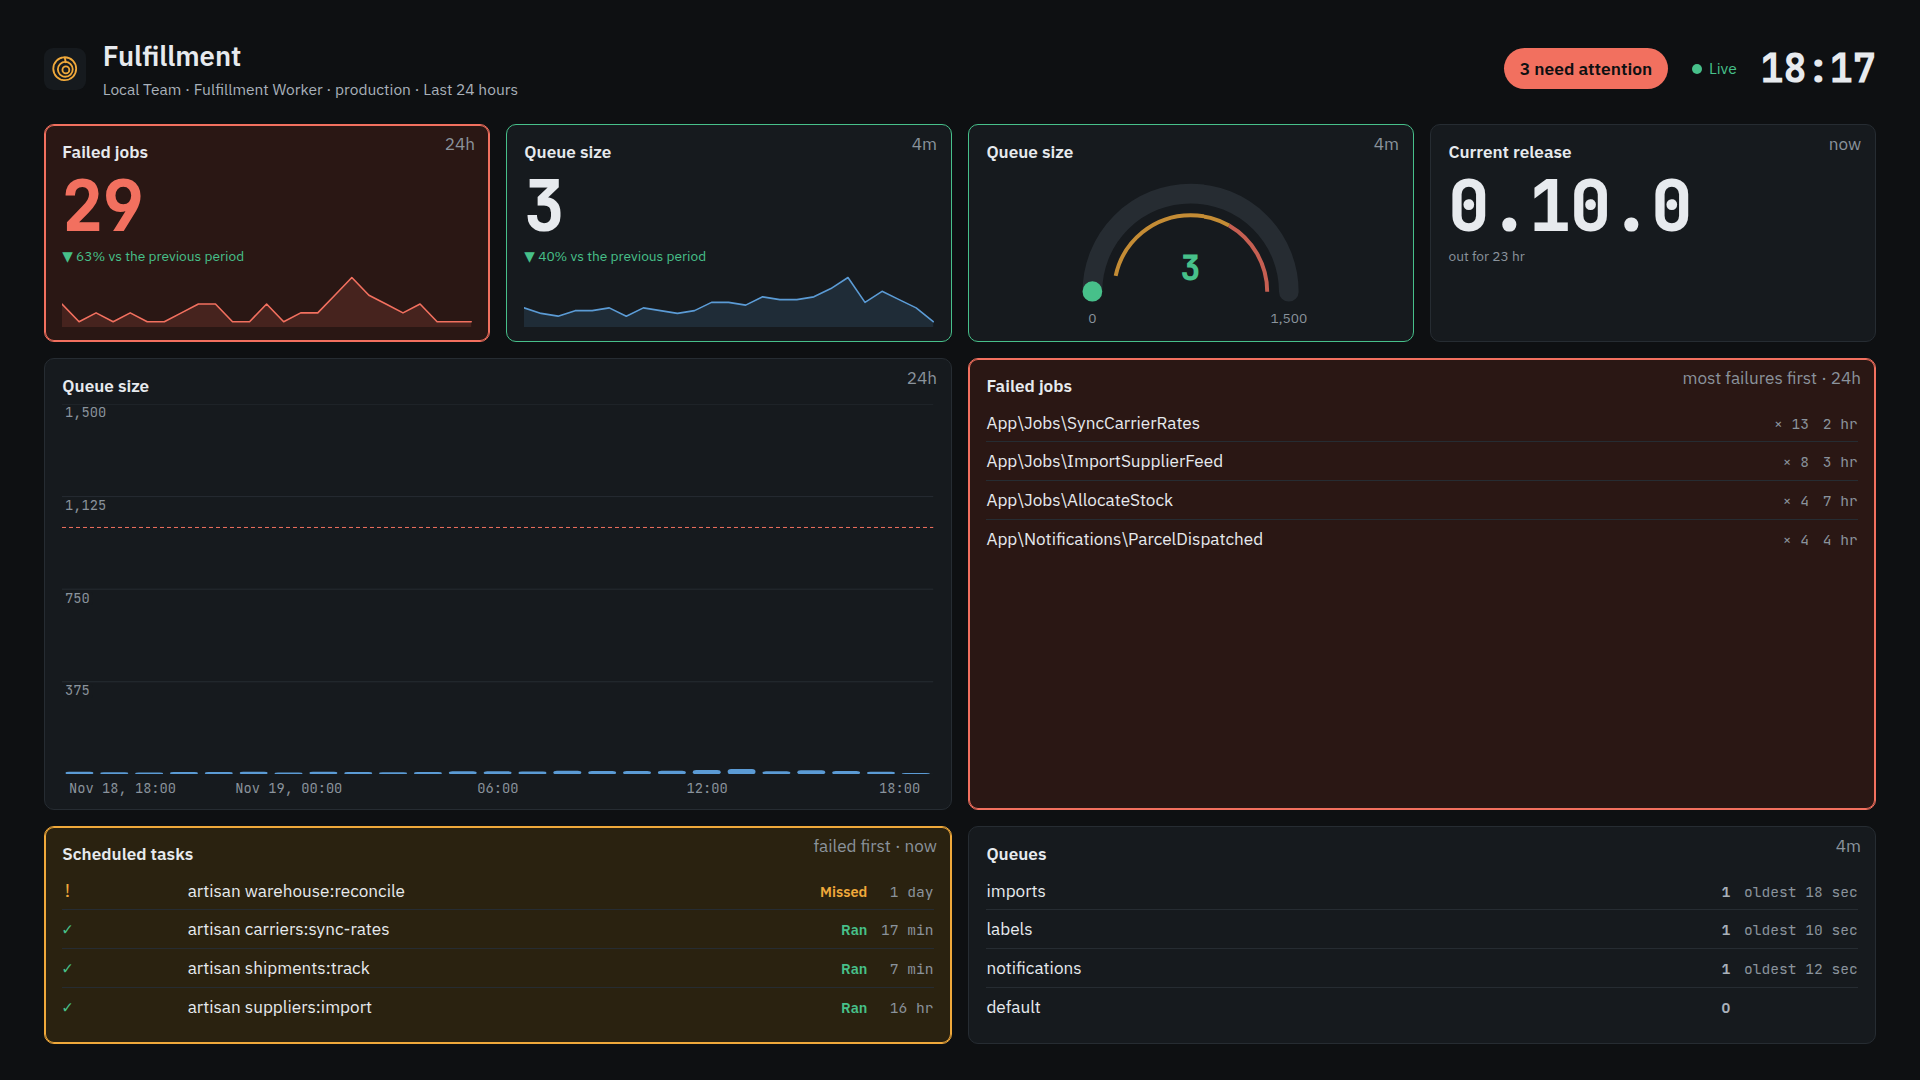 Fulfillment
Local Team · Fulfillment Worker · production · Last 24 hours
3 need attention
Live
18:17
Failed jobs
24h
29
▼ 63% vs the previous period
Queue size
4m
3
▼ 40% vs the previous period
Queue size
4m
3
0
1,500
Current release
now
0.10.0
out for 23 hr
Queue size
24h
1,500
1,125
750
375
Nov 18, 18:00
Nov 19, 00:00
06:00
12:00
18:00
Failed jobs
most failures first · 24h
App\Jobs\SyncCarrierRates × 13 2 hr
App\Jobs\ImportSupplierFeed × 8 3 hr
App\Jobs\AllocateStock × 4 7 hr
App\Notifications\ParcelDispatched × 4 4 hr
Scheduled tasks
failed first · now
! artisan warehouse:reconcile Missed 1 day
✓ artisan carriers:sync-rates Ran 17 min
✓ artisan shipments:track Ran 7 min
✓ artisan suppliers:import Ran 16 hr
Queues
4m
imports 1 oldest 18 sec
labels 1 oldest 10 sec
notifications 1 oldest 12 sec
default 0